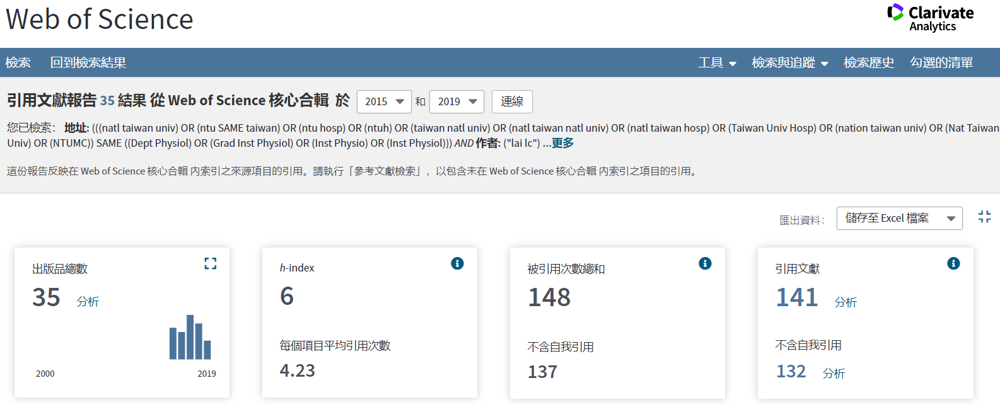 Web of Science
Clarivate
Analytics
檢索 回到檢索結果 工具 檢索與追蹤 檢索歷史 勾選的清單
引用文獻報告 35 結果 從 Web of Science 核心合輯 於 2015 和 2019 連線
您已檢索： 地址: (((natl taiwan univ) OR (ntu SAME taiwan) OR (ntu hosp) OR (ntuh) OR (taiwan natl univ) OR (natl taiwan natl univ) OR (natl taiwan hosp) OR (Taiwan Univ Hosp) OR (nation taiwan univ) OR (Nat Taiwan
Univ) OR (NTUMC)) SAME ((Dept Physiol) OR (Grad Inst Physiol) OR (Inst Physio) OR (Inst Physiol))) AND 作者: ("lai lc") ...更多
這份報告反映在 Web of Science 核心合輯 內索引之來源項目的引用。請執行「參考文獻檢索」，以包含未在 Web of Science 核心合輯 內索引之項目的引用。
匯出資料： 儲存至 Excel 檔案
出版品總數
35 分析
2000 2019
h-index
6
每個項目平均引用次數
4.23
被引用次數總和
148
不含自我引用
137
引用文獻
141 分析
不含自我引用
132 分析